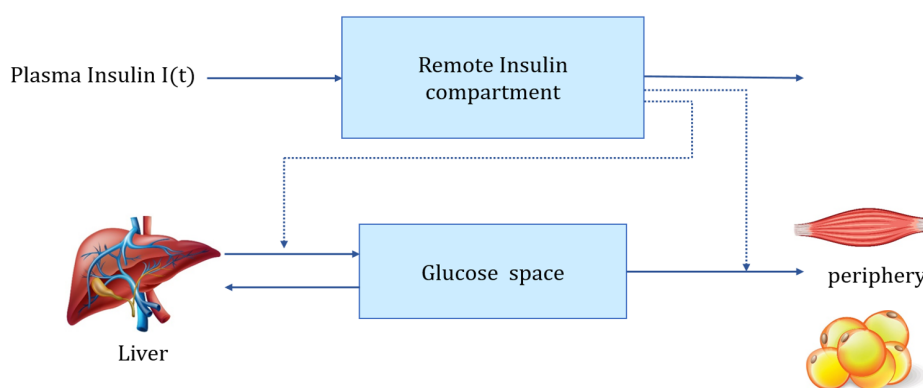 Plasma Insulin I(t)
Remote Insulin
compartment
Glucose space
periphery
Liver